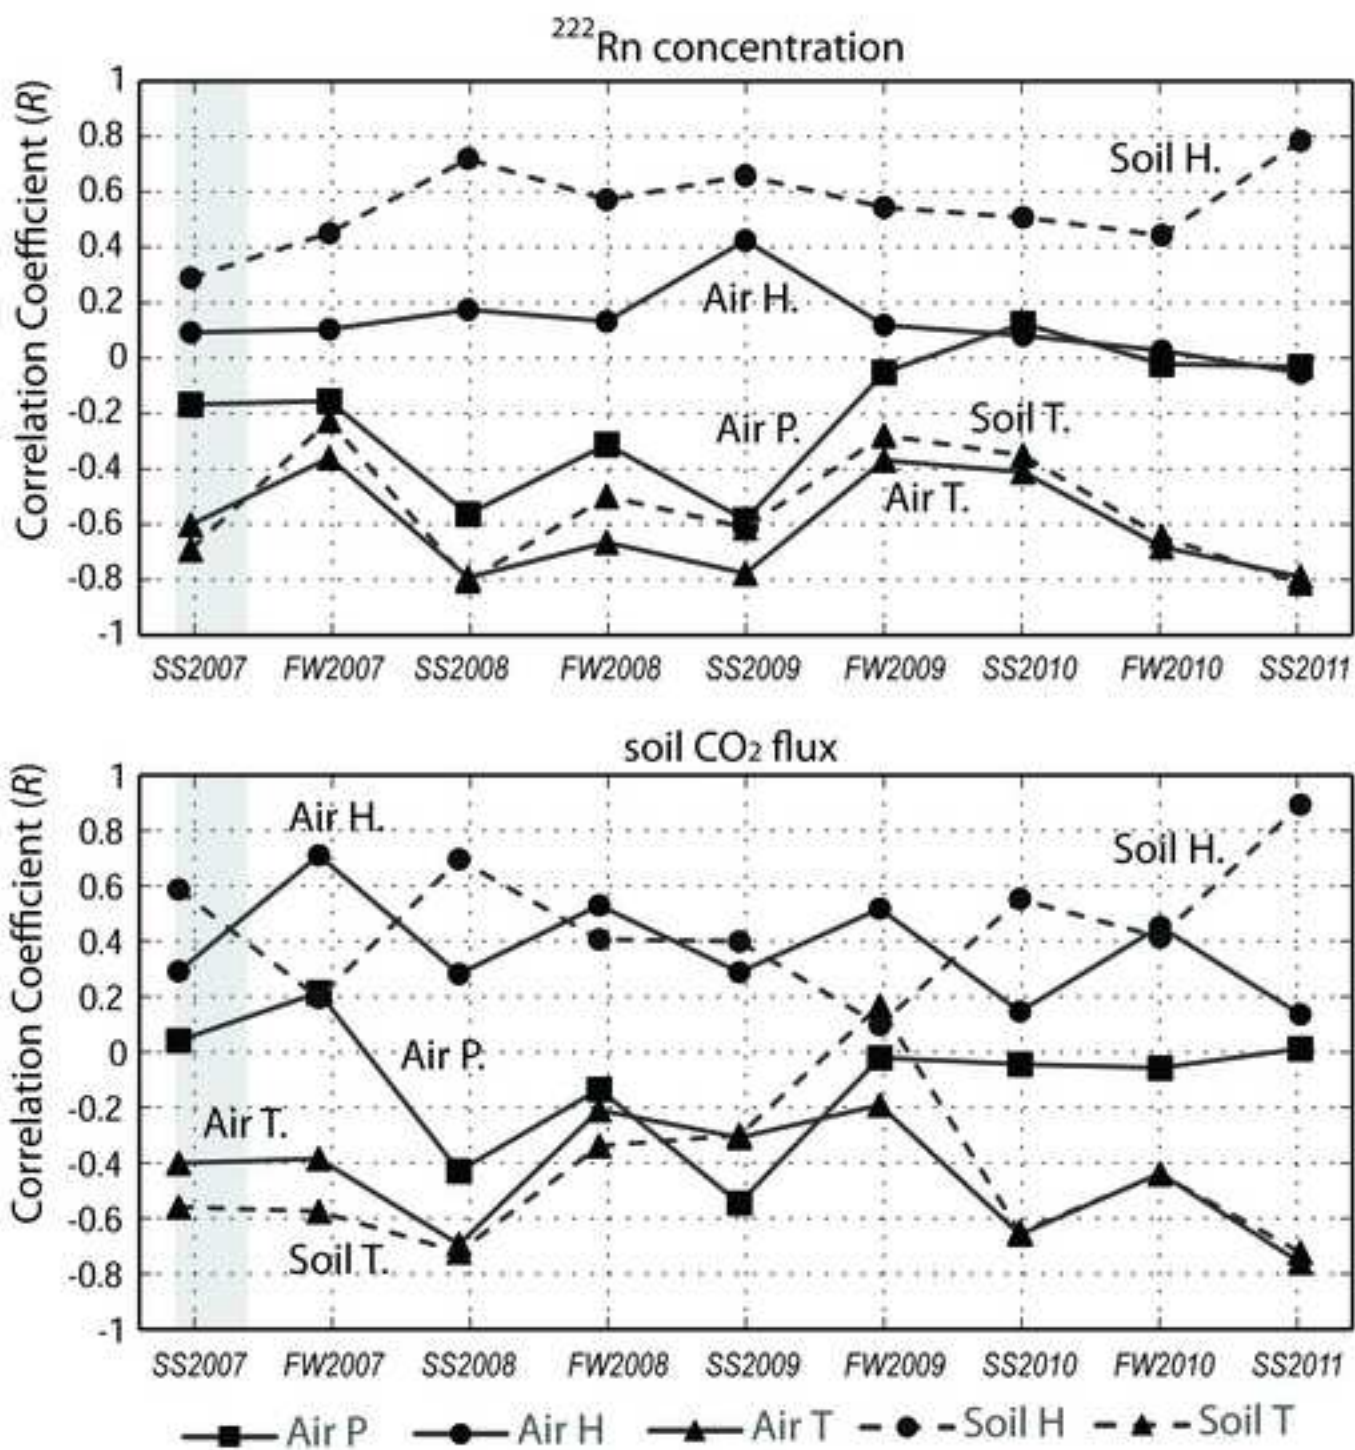 ²²²Rn concentration
Correlation Coefficient (R)
1
0.8
0.6
0.4
0.2
0
-0.2
-0.4
-0.6
-0.8
-1
Soil H.
Air H.
Air P.
Soil T.
Air T.
SS2007 FW2007 SS2008 FW2008 SS2009 FW2009 SS2010 FW2010 SS2011
soil CO₂ flux
Correlation Coefficient (R)
1
0.8
0.6
0.4
0.2
0
-0.2
-0.4
-0.6
-0.8
-1
Air H.
Soil H.
Air P.
Air T.
Soil T.
SS2007 FW2007 SS2008 FW2008 SS2009 FW2009 SS2010 FW2010 SS2011
Air P Air H Air T Soil H Soil T